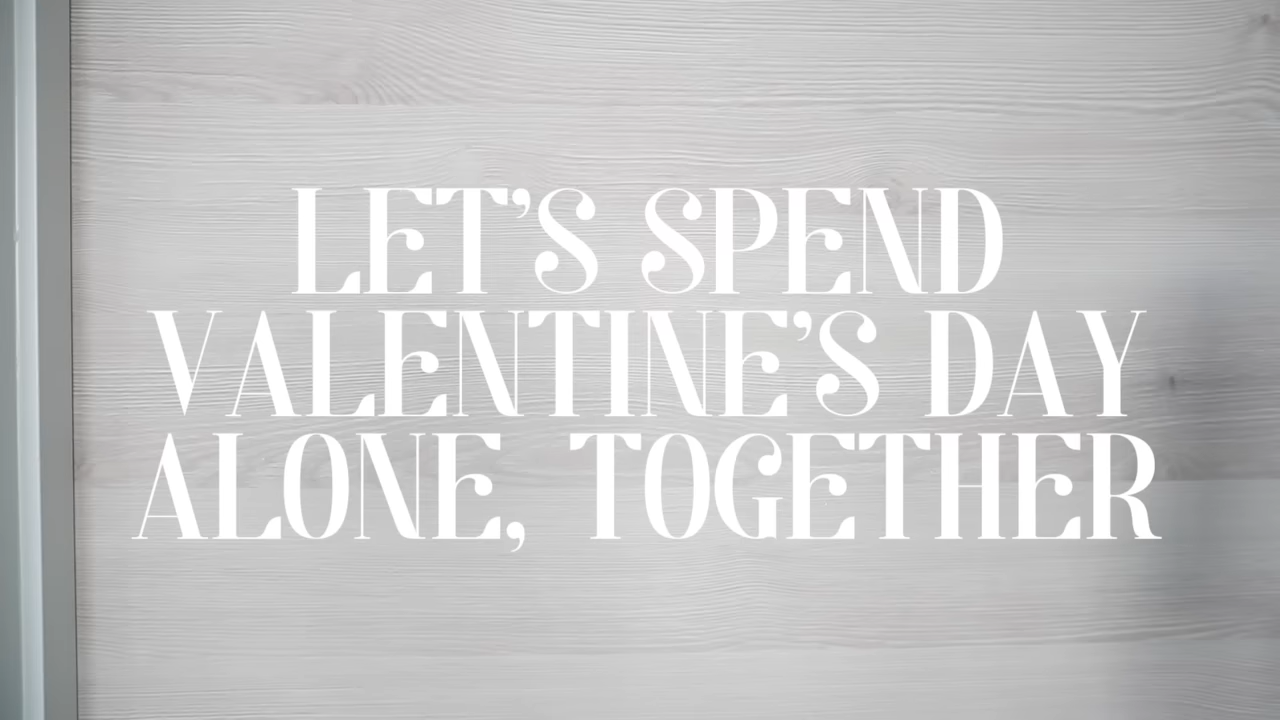 LET’S SPEND
VALENTINE’S DAY
ALONE, TOGETHER